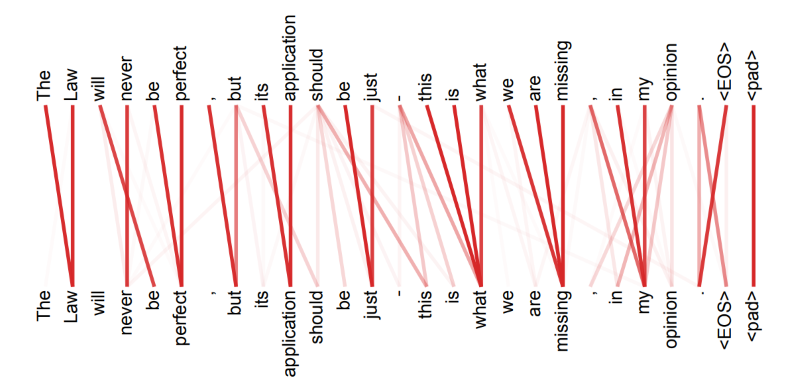 The Law will never be perfect , but its application should be just - this is what we are missing , in my opinion . <EOS> <pad>
The Law will never be perfect , but its application should be just - this is what we are missing , in my opinion . <EOS> <pad>